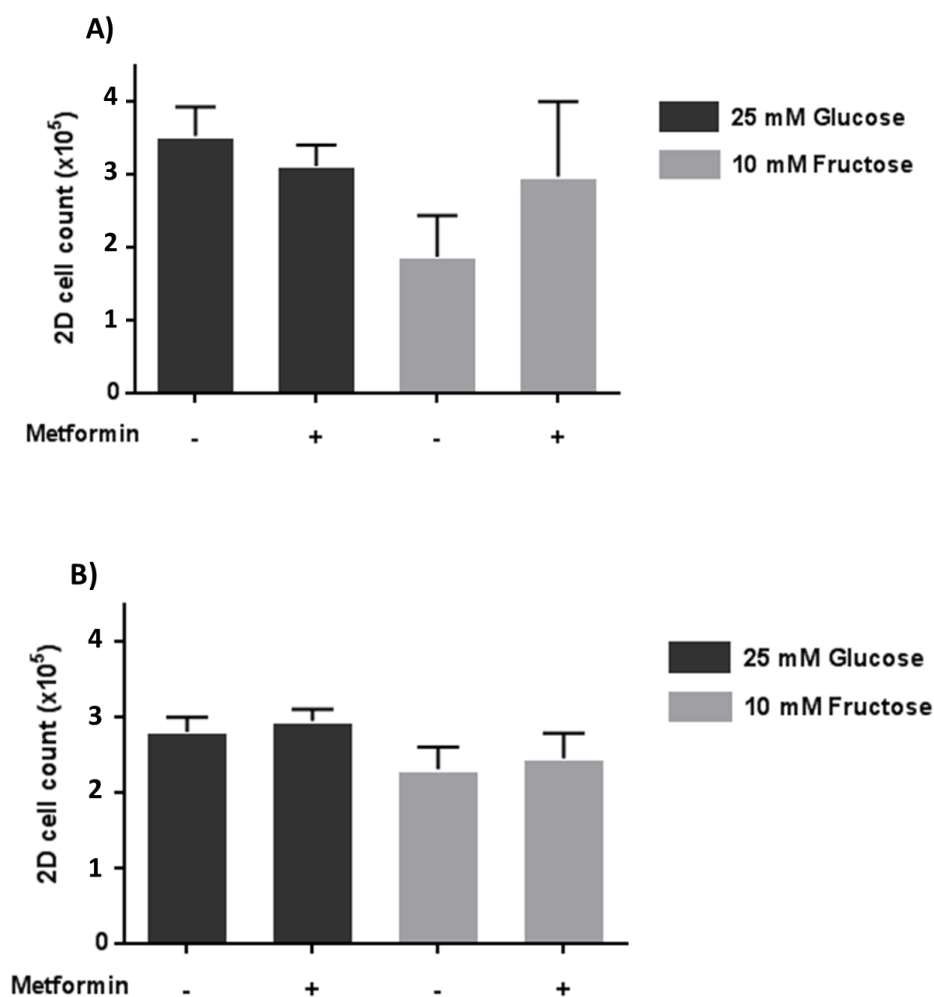 A)
2D cell count (x10⁵)
4
3
2
1
0
25 mM Glucose
10 mM Fructose
Metformin - + - +
B)
2D cell count (x10⁵)
4
3
2
1
0
25 mM Glucose
10 mM Fructose
Metformin - + - +